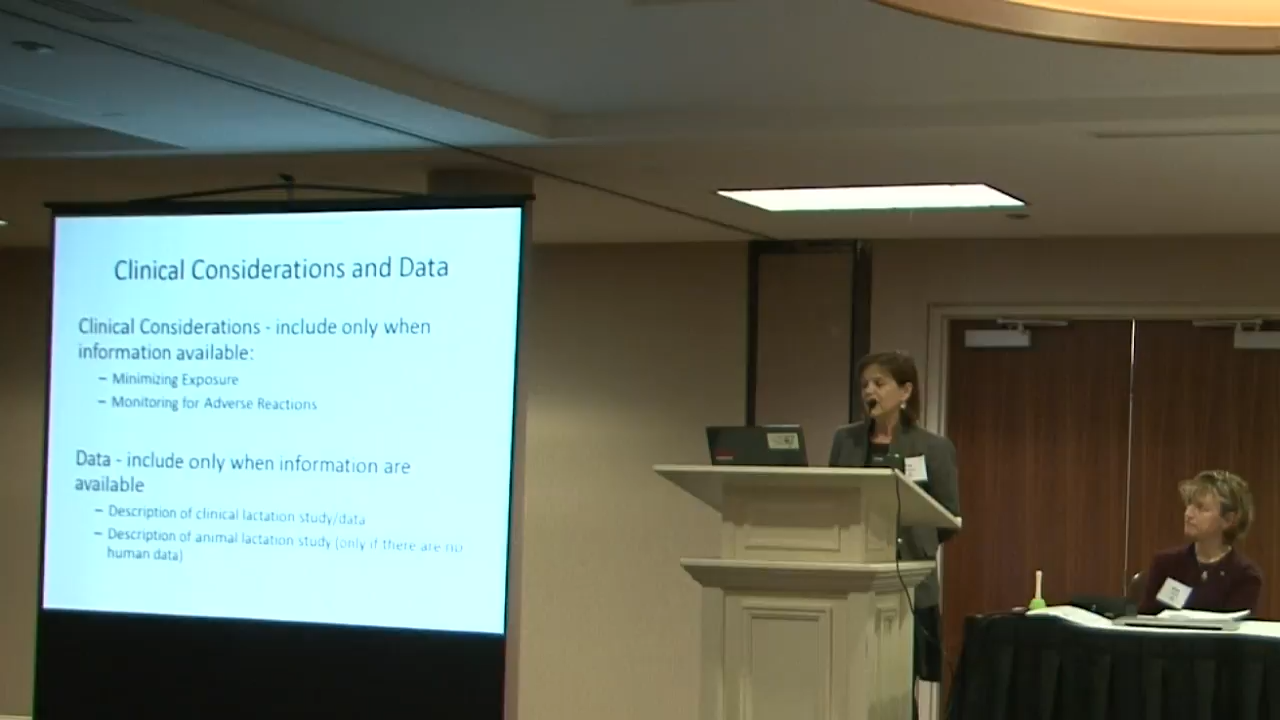 Clinical Considerations and Data
Clinical Considerations - include only when
information available:
– Minimizing Exposure
– Monitoring for Adverse Reactions
Data - include only when information are
available
– Description of clinical lactation study/data
– Description of animal lactation study (only if there are no
human data)